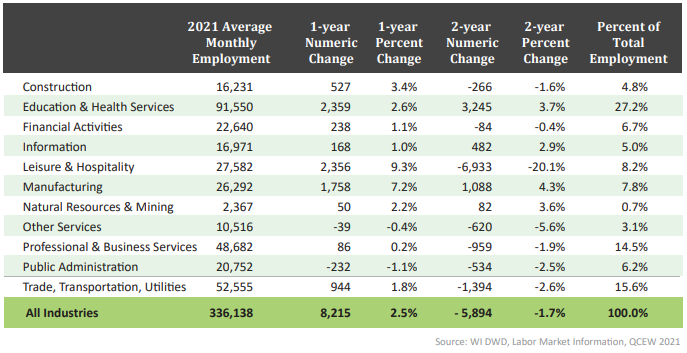 2021 Average Monthly Employment 1-year Numeric Change 1-year Percent Change 2-year Numeric Change 2-year Percent Change Percent of Total Employment
Construction 16,231 527 3.4% -266 -1.6% 4.8%
Education & Health Services 91,550 2,359 2.6% 3,245 3.7% 27.2%
Financial Activities 22,640 238 1.1% -84 -0.4% 6.7%
Information 16,971 168 1.0% 482 2.9% 5.0%
Leisure & Hospitality 27,582 2,356 9.3% -6,933 -20.1% 8.2%
Manufacturing 26,292 1,758 7.2% 1,088 4.3% 7.8%
Natural Resources & Mining 2,367 50 2.2% 82 3.6% 0.7%
Other Services 10,516 -39 -0.4% -620 -5.6% 3.1%
Professional & Business Services 48,682 86 0.2% -959 -1.9% 14.5%
Public Administration 20,752 -232 -1.1% -534 -2.5% 6.2%
Trade, Transportation, Utilities 52,555 944 1.8% -1,394 -2.6% 15.6%
All Industries 336,138 8,215 2.5% - 5,894 -1.7% 100.0%
Source: WI DWD, Labor Market Information, QCEW 2021